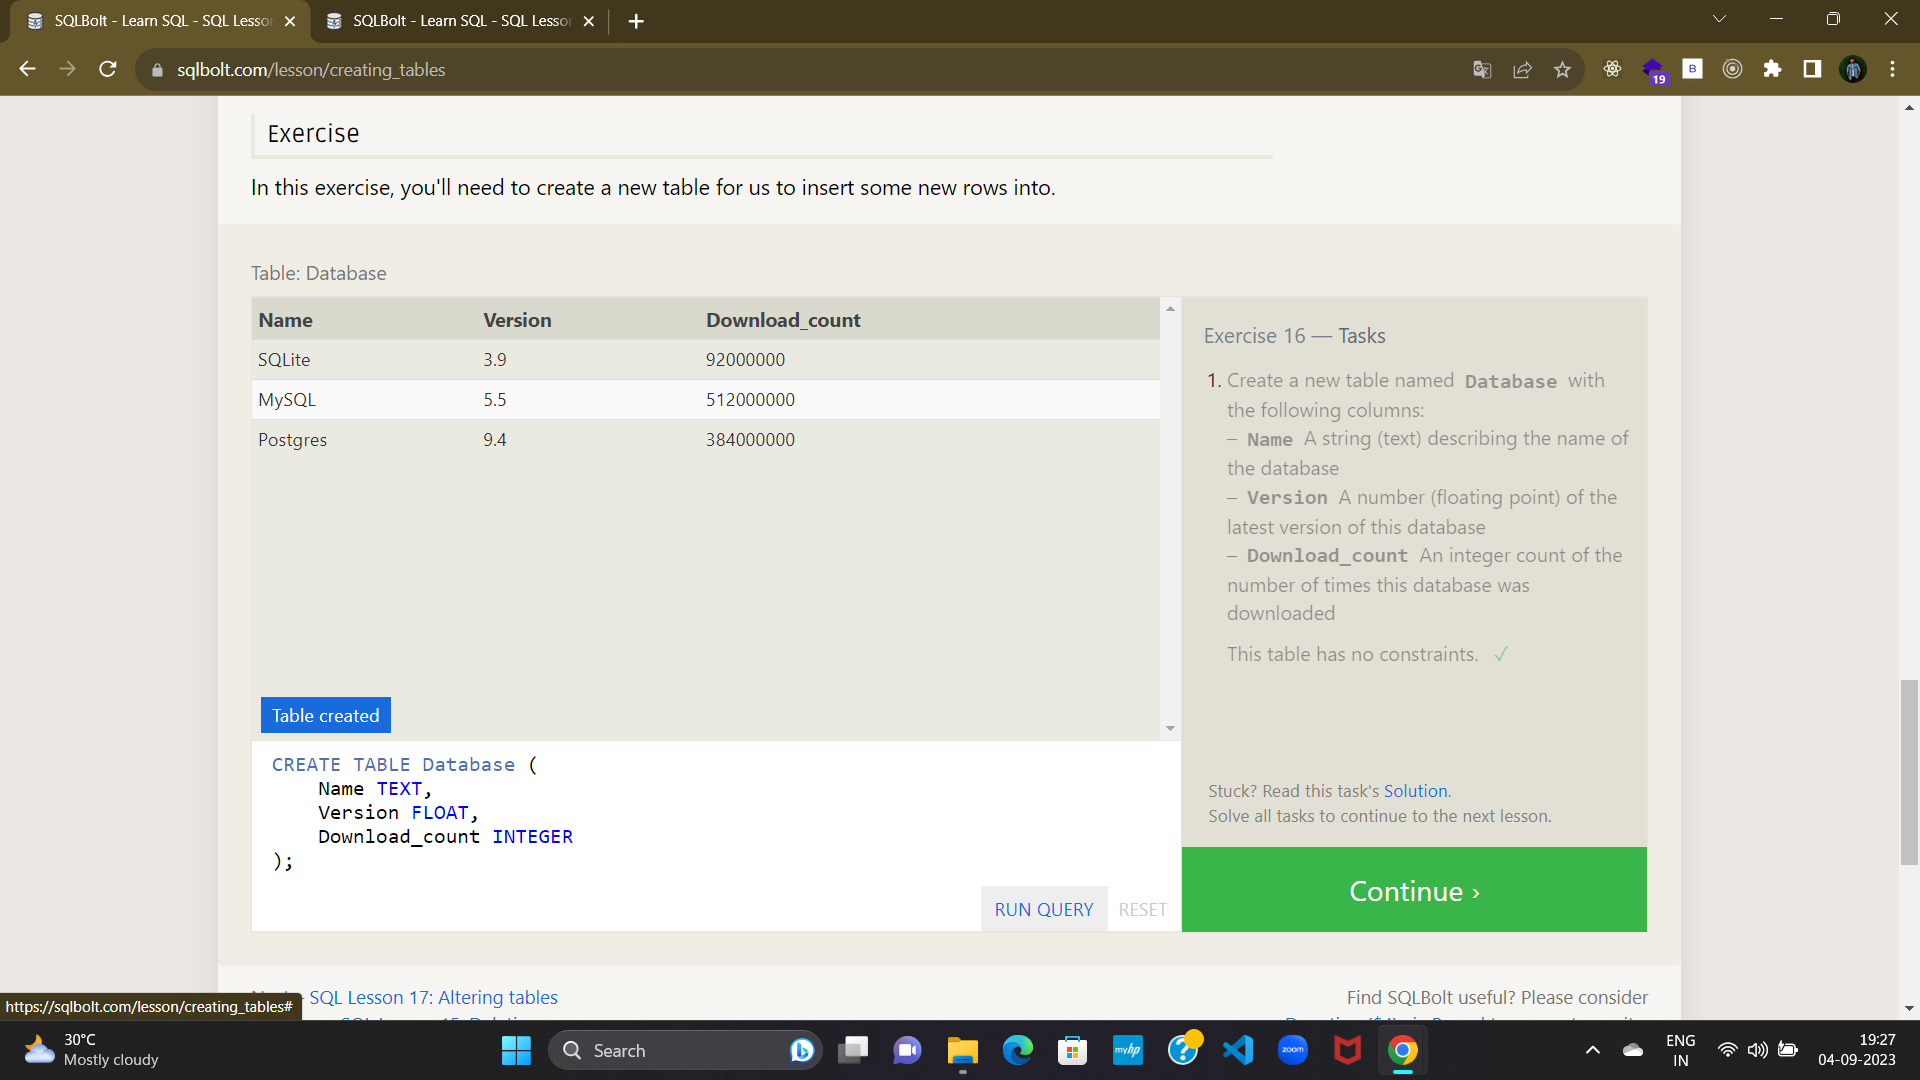 SQLBolt - Learn SQL - SQL Lesson
SQLBolt - Learn SQL - SQL Lesson
sqlbolt.com/lesson/creating_tables
19
B
Exercise
In this exercise, you'll need to create a new table for us to insert some new rows into.
Table: Database
Name Version Download_count
SQLite 3.9 92000000
MySQL 5.5 512000000
Postgres 9.4 384000000
Table created
Exercise 16 — Tasks
1. Create a new table named Database with
the following columns:
– Name A string (text) describing the name of
the database
– Version A number (floating point) of the
latest version of this database
– Download_count An integer count of the
number of times this database was
downloaded
This table has no constraints. ✓
CREATE TABLE Database (
Name TEXT,
Version FLOAT,
Download_count INTEGER
);
RUN QUERY RESET
Stuck? Read this task's Solution.
Solve all tasks to continue to the next lesson.
Continue ›
SQL Lesson 17: Altering tables
Find SQLBolt useful? Please consider
https://sqlbolt.com/lesson/creating_tables#
30°C
Mostly cloudy
Search
myhp
zoom
ENG
IN
19:27
04-09-2023